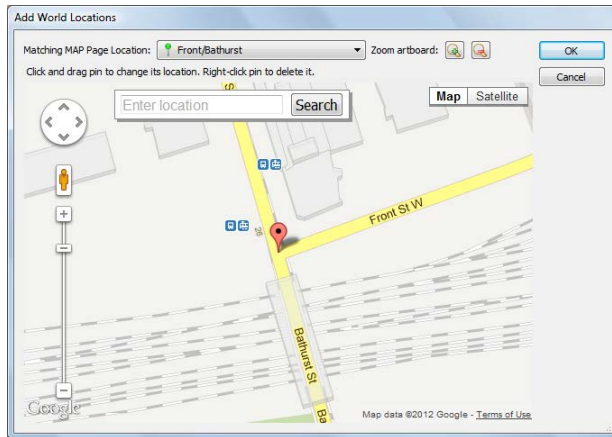 Add World Locations
Matching MAP Page Location: Front/Bathurst Zoom artboard: OK
Click and drag pin to change its location. Right-click pin to delete it. Cancel
Enter location Search
Map Satellite
S
Front St W
26
Bathurst St
Ba
Google
Map data ©2012 Google - Terms of Use